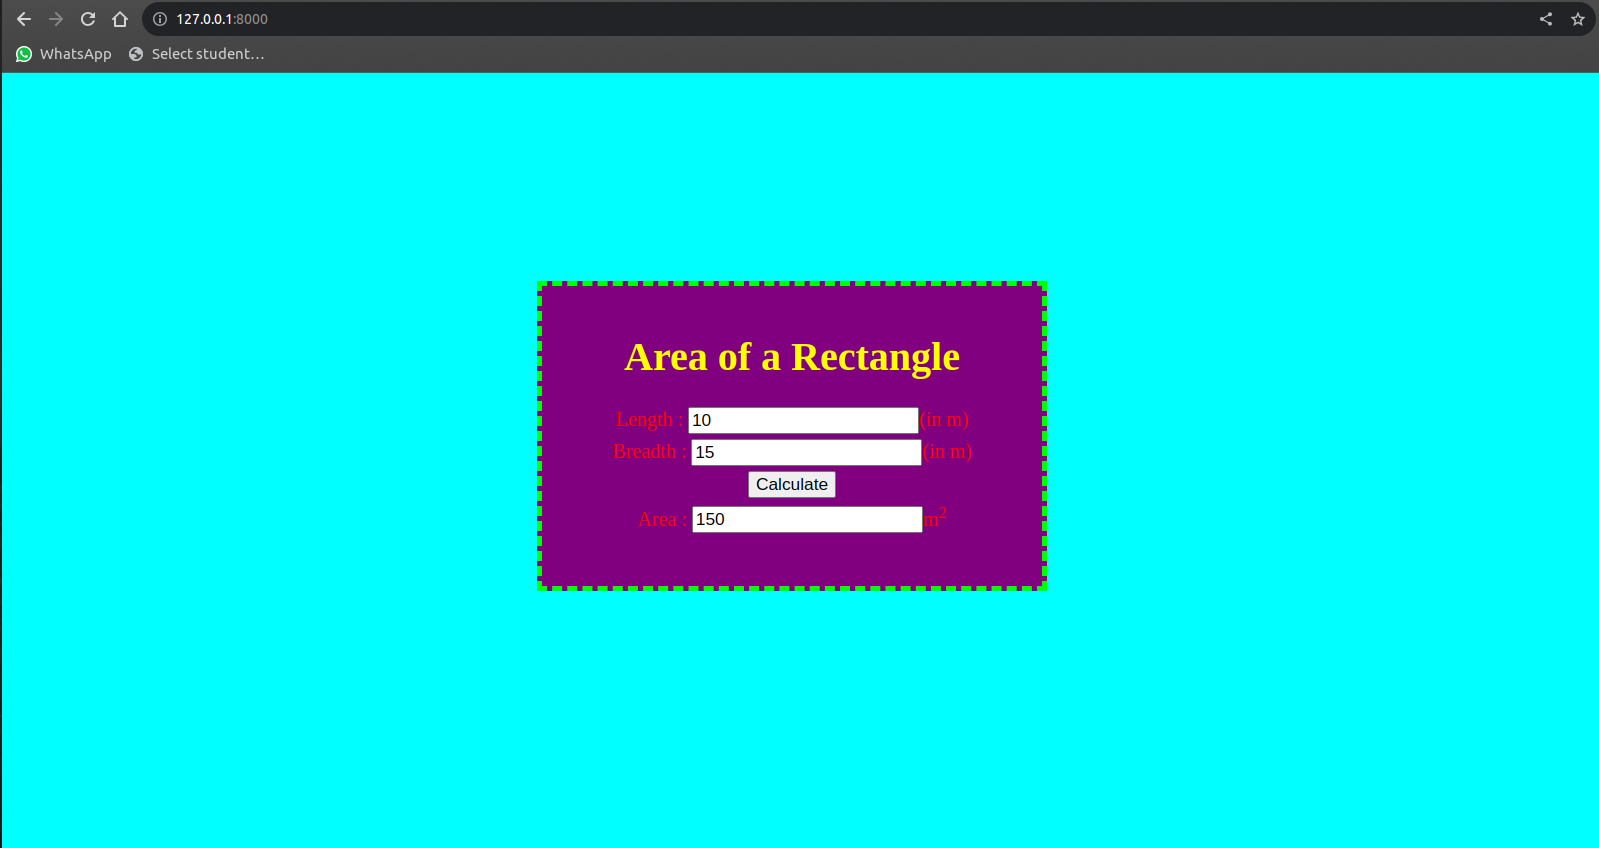 127.0.0.1:8000
WhatsApp Select student…
Area of a Rectangle
Length : 10 (in m)
Breadth : 15 (in m)
Calculate
Area : 150 m²